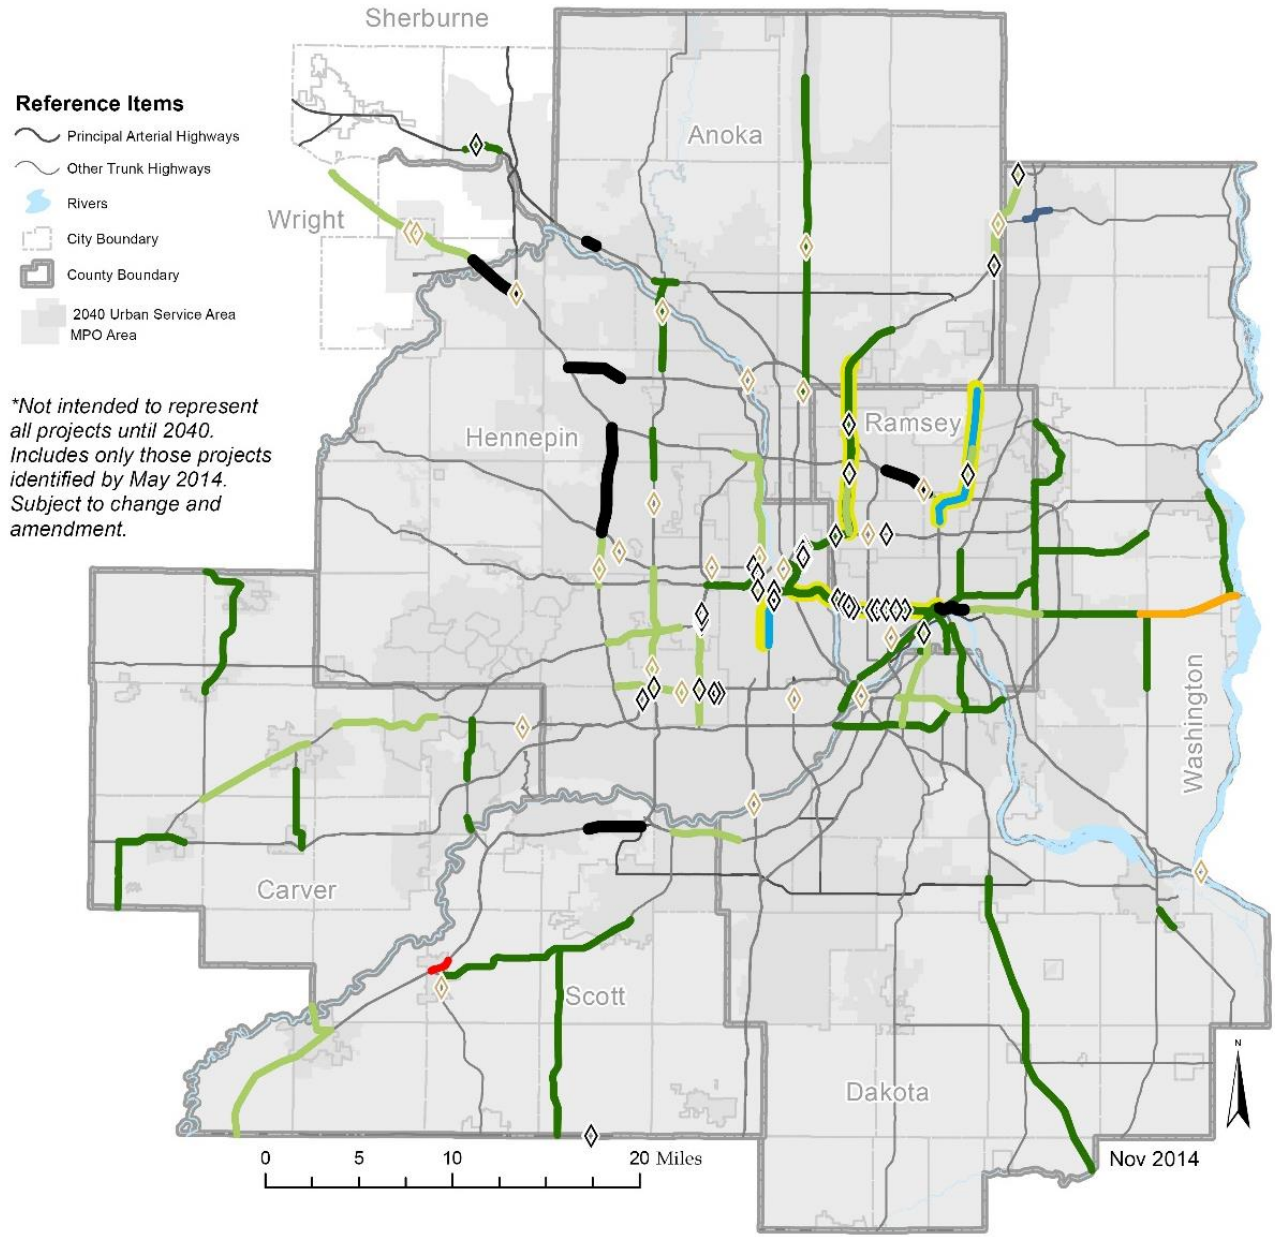 Sherburne
Reference Items
Principal Arterial Highways
Other Trunk Highways
Rivers
City Boundary
County Boundary
2040 Urban Service Area
MPO Area
*Not intended to represent
all projects until 2040.
Includes only those projects
identified by May 2014.
Subject to change and
amendment.
Anoka
Wright
Hennepin
Ramsey
Washington
Carver
Scott
Dakota
0 5 10 20 Miles
Nov 2014
N